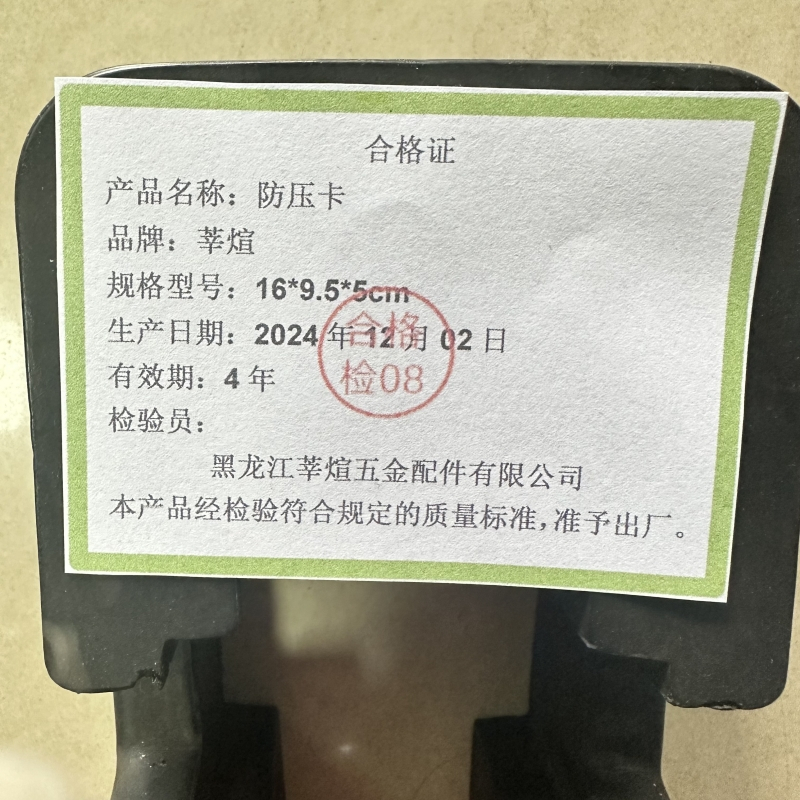 合格证
产品名称：防压卡
品牌：莘煊
规格型号：16*9.5*5cm
生产日期：2024 年 12 月 02 日
有效期：4 年
检验员：
合格
检08
黑龙江莘煊五金配件有限公司
本产品经检验符合规定的质量标准，准予出厂。